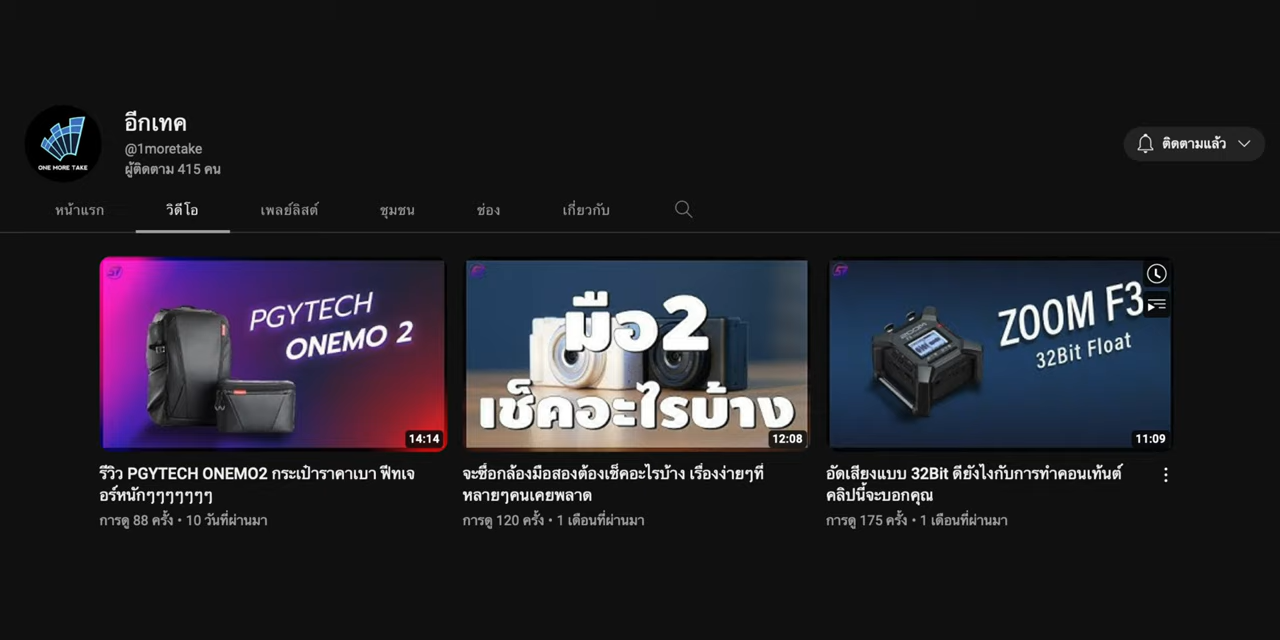 อีกเทค
@1moretake
ผู้ติดตาม 415 คน
ONE MORE TAKE
ติดตามแล้ว
หน้าแรก
วิดีโอ
เพลย์ลิสต์
ชุมชน
ช่อง
เกี่ยวกับ
PGYTECH
ONEMO 2
14:14
มือ2
เช็คอะไรบ้าง
12:08
ZOOM F3
32Bit Float
11:09
รีวิว PGYTECH ONEMO2 กระเป๋าราคาเบา ฟีทเจ
อร์หนักๆๆๆๆๆๆๆ
การดู 88 ครั้ง • 10 วันที่ผ่านมา
จะซื้อกล้องมือสองต้องเช็คอะไรบ้าง เรื่องง่ายๆที่
หลายๆคนเคยพลาด
การดู 120 ครั้ง • 1 เดือนที่ผ่านมา
อัดเสียงแบบ 32Bit ดียังไงกับการทำคอนเท้นต์
คลิปนี้จะบอกคุณ
การดู 175 ครั้ง • 1 เดือนที่ผ่านมา